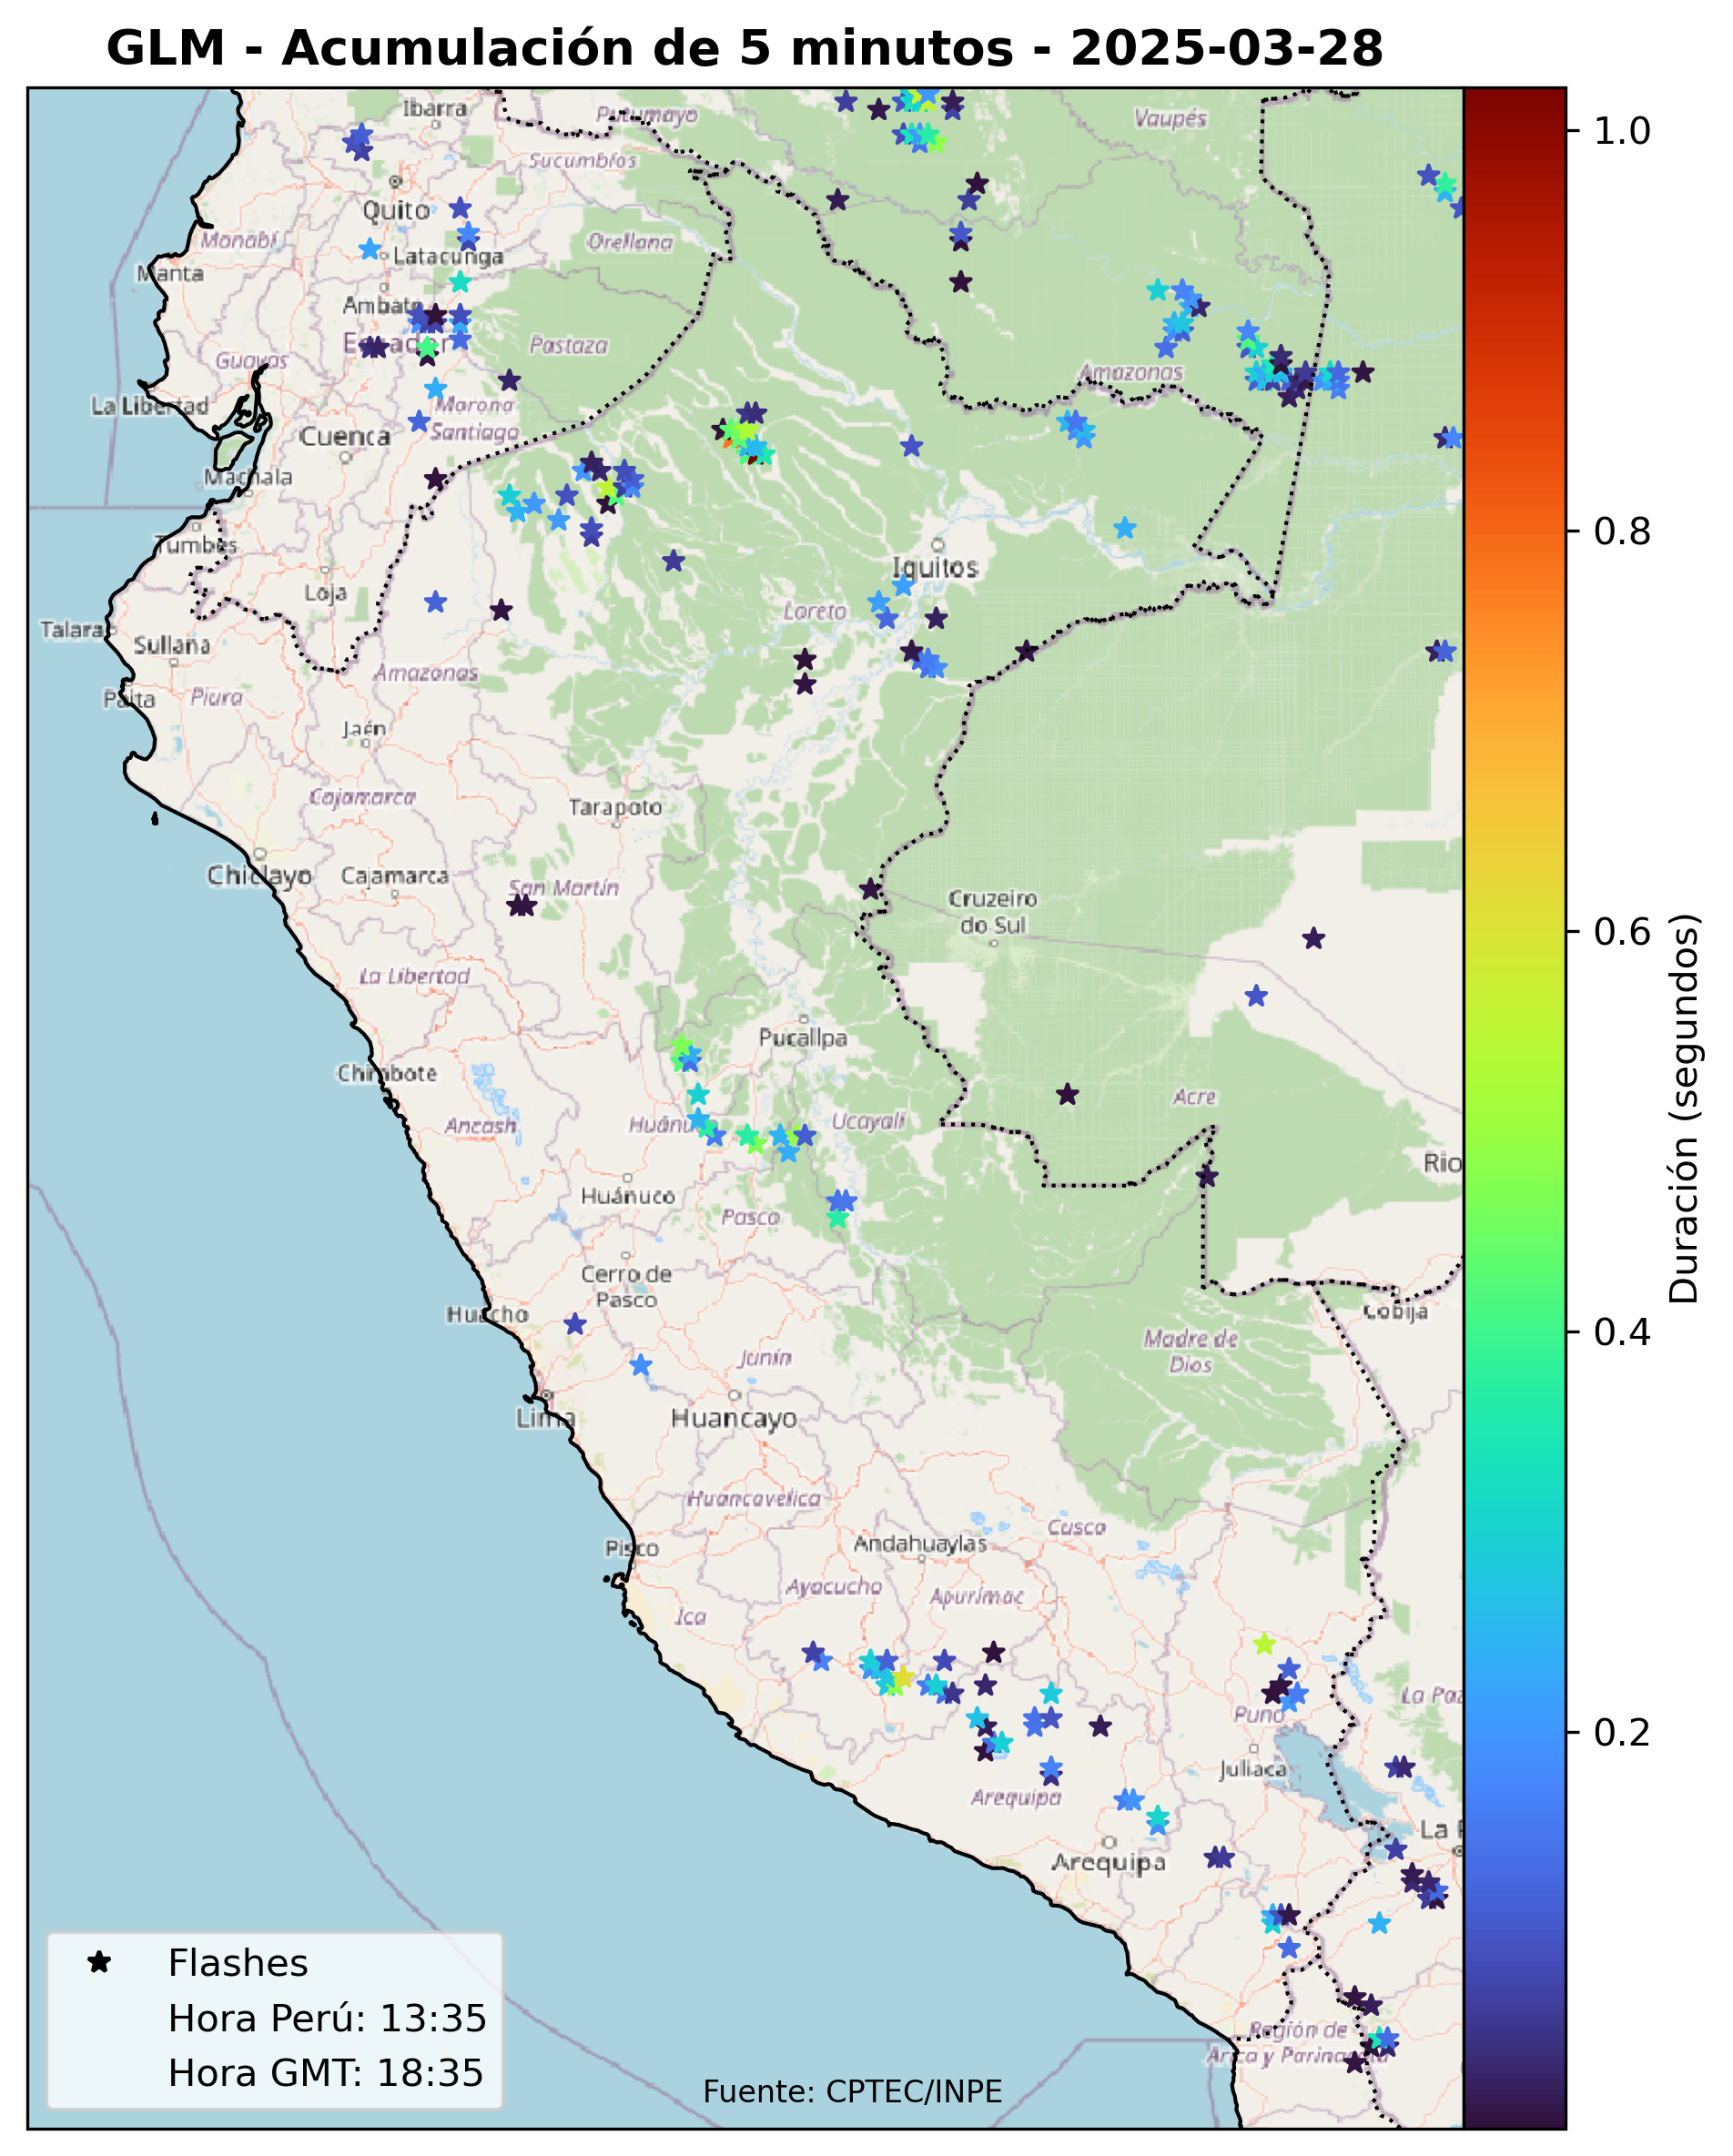 GLM - Acumulación de 5 minutos - 2025-03-28
Ibarra
Putumayo
Vaupés
Sucumbíos
Quito
Manabí
Orellana
Latacunga
Manta
Ambato
Ecuador
Pastaza
Guayas
Amazonas
La Libertad
Morona
Santiago
Cuenca
Machala
Tumbes
Iquitos
Loja
Loreto
Talara
Sullana
Amazonas
Paita
Piura
Jaén
Cajamarca
Tarapoto
Chiclayo
Cajamarca
San Martín
Cruzeiro
do Sul
La Libertad
Pucallpa
Chimbote
Acre
Ancash
Huánu
Ucayali
Rio
Huánuco
Pasco
Cerro de
Pasco
Huacho
Cobija
Madre de
Dios
Junín
Lima
Huancayo
Huancavelica
Cusco
Pisco
Andahuaylas
Ayacucho
Apurímac
Ica
La Paz
Puno
Juliaca
Arequipa
La P
Arequipa
Región de
Arica y Parinacota
Flashes
Hora Perú: 13:35
Hora GMT: 18:35
Fuente: CPTEC/INPE
1.0
0.8
0.6
0.4
0.2
Duración (segundos)